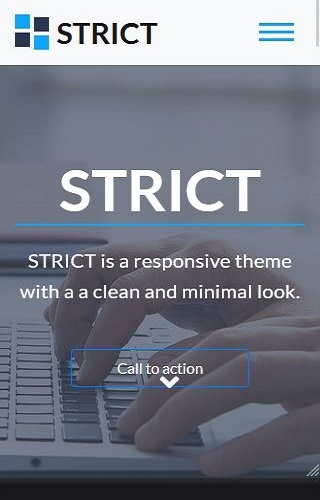 STRICT
STRICT
STRICT is a responsive theme
with a a clean and minimal look.
Call to action